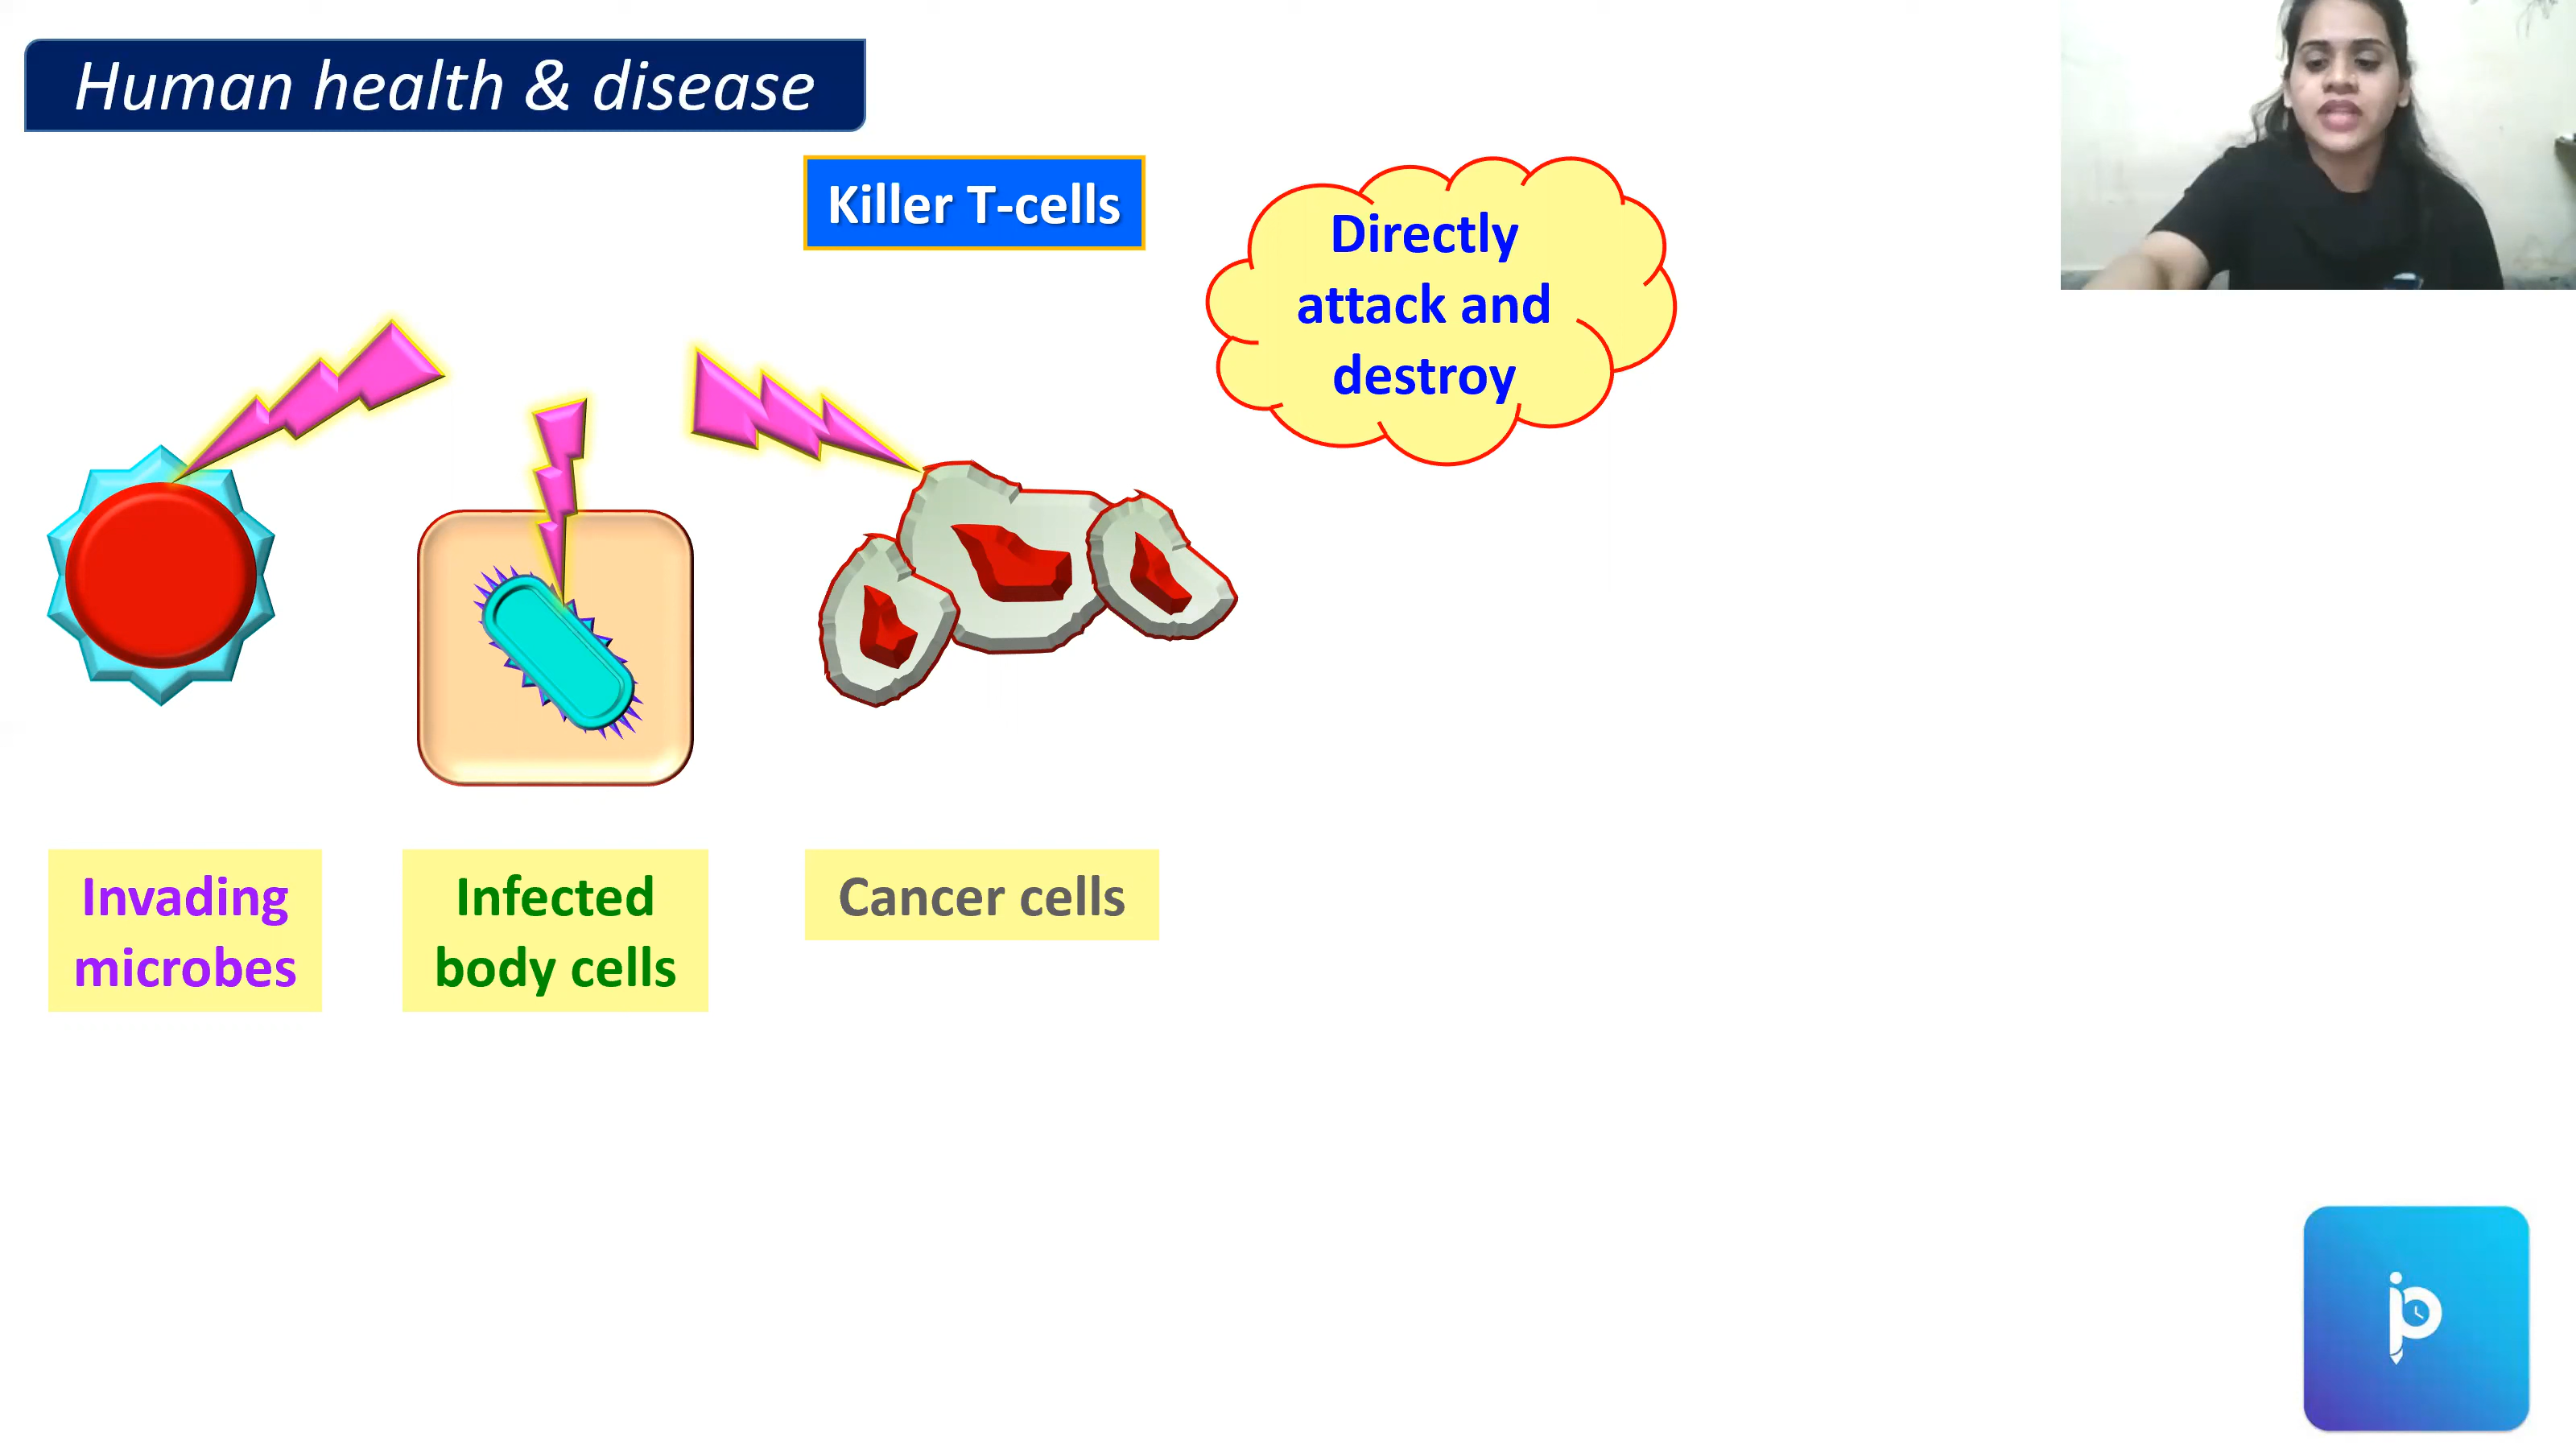 Human health & disease
Killer T-cells
Directly
attack and
destroy
Invading
microbes
Infected
body cells
Cancer cells